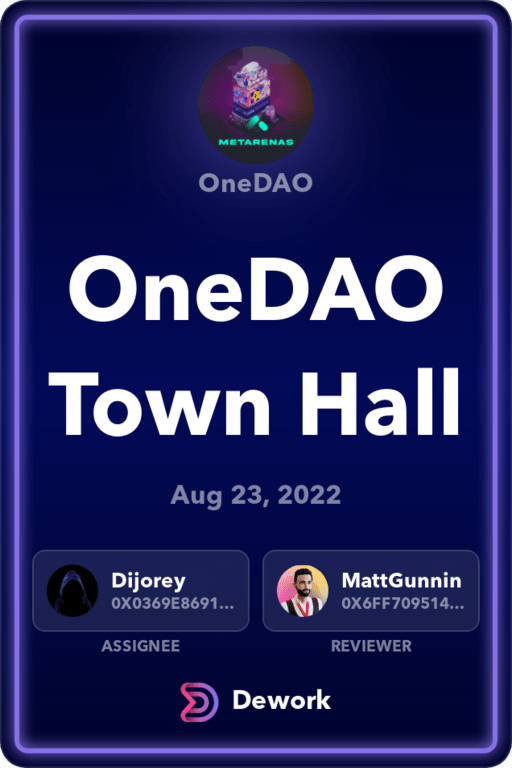 METARENAS
OneDAO
OneDAO
Town Hall
Aug 23, 2022
Dijorey
0X0369E8691...
MattGunnin
0X6FF709514...
ASSIGNEE
REVIEWER
Dework